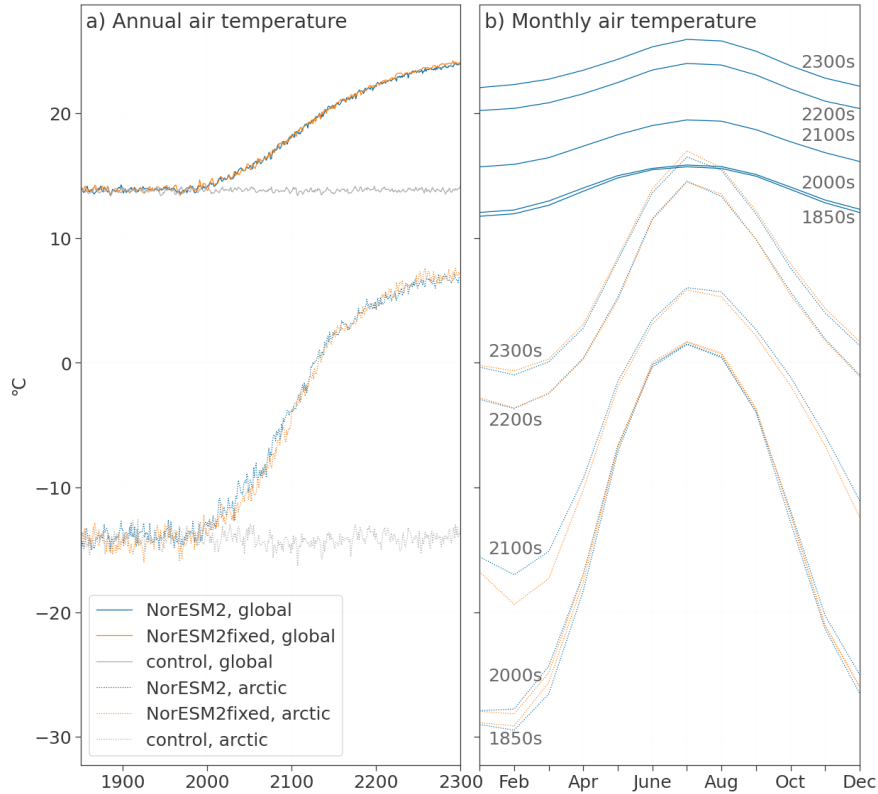 a) Annual air temperature
b) Monthly air temperature
20
10
0
−10
−20
−30
℃
NorESM2, global
NorESM2fixed, global
control, global
NorESM2, arctic
NorESM2fixed, arctic
control, arctic
1900
2000
2100
2200
2300
2300s
2200s
2100s
2000s
1850s
2300s
2200s
2100s
2000s
1850s
Feb
Apr
June
Aug
Oct
Dec